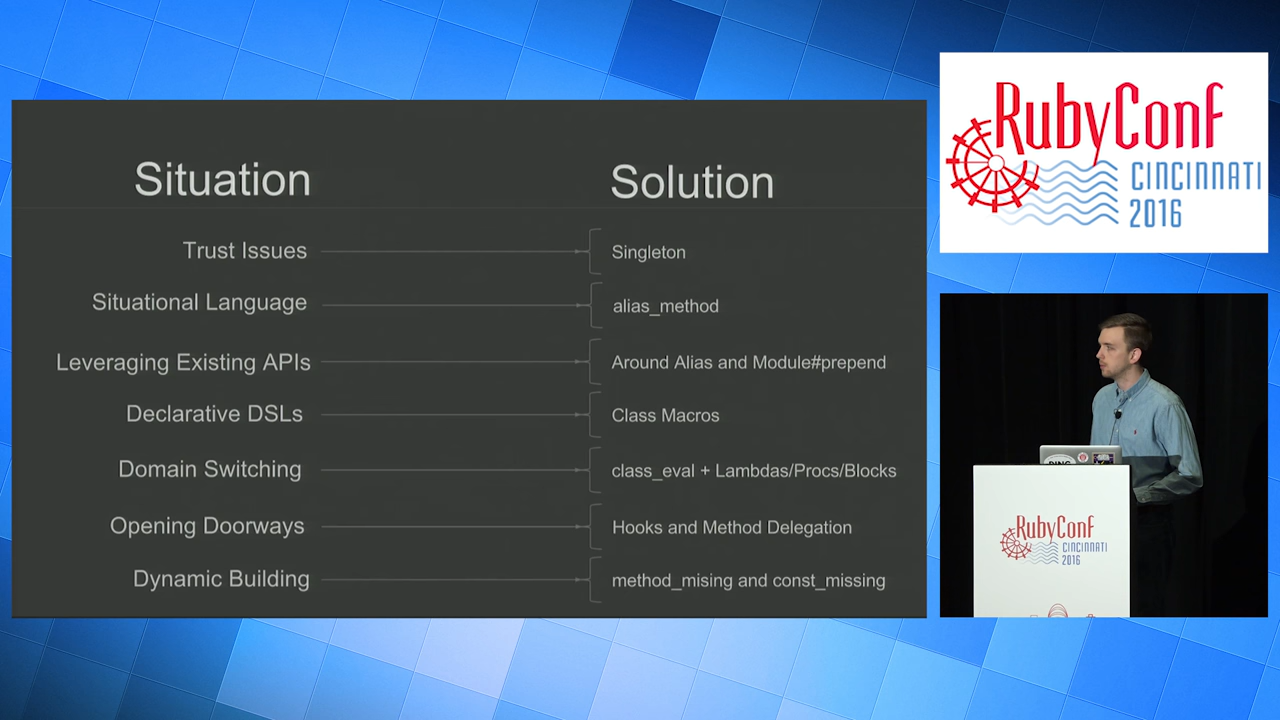 Situation
Solution
Trust Issues
Singleton
Situational Language
alias_method
Leveraging Existing APIs
Around Alias and Module#prepend
Declarative DSLs
Class Macros
Domain Switching
class_eval + Lambdas/Procs/Blocks
Opening Doorways
Hooks and Method Delegation
Dynamic Building
method_mising and const_missing
RubyConf
CINCINNATI
2016
RubyConf
CINCINNATI
2016